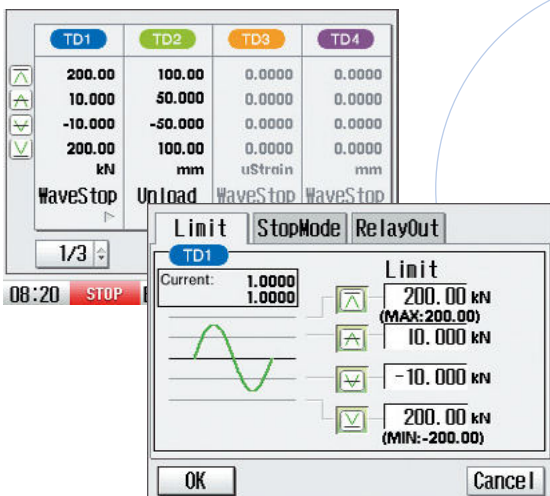 TD1 TD2 TD3 TD4
200.00 100.00 0.0000 0.0000
10.000 50.000 0.0000 0.0000
-10.000 -50.000 0.0000 0.0000
200.00 100.00 0.0000 0.0000
kN mm uStrain mm
WaveStop Unload WaveStop WaveStop
1/3
08:20 STOP
Limit StopMode RelayOut
TD1
Limit
Current: 1.0000
1.0000
200.00 kN
(MAX:200.00)
10.000 kN
-10.000 kN
200.00 kN
(MIN:-200.00)
OK Cancel